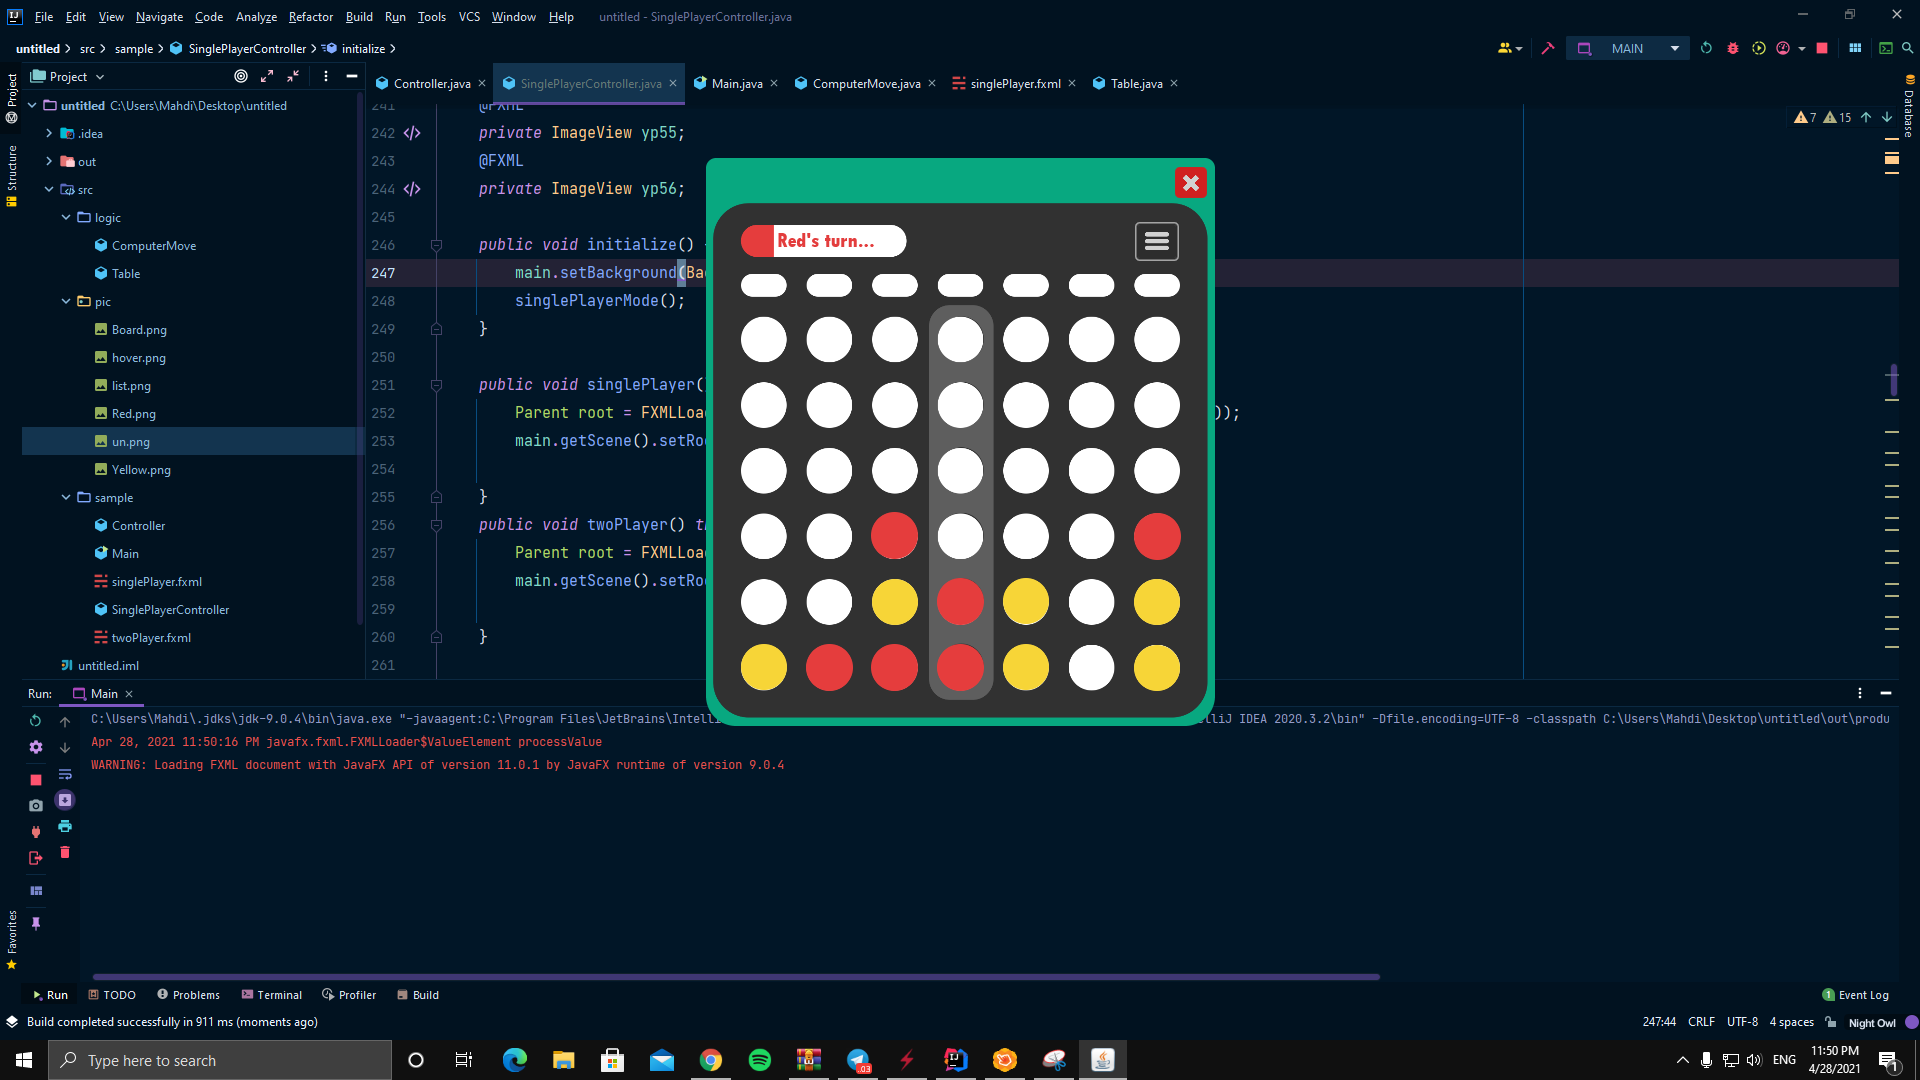 File Edit View Navigate Code Analyze Refactor Build Run Tools VCS Window Help untitled - SinglePlayerController.java
untitled src sample SinglePlayerController initialize
MAIN
Project
Controller.java SinglePlayerController.java Main.java ComputerMove.java singlePlayer.fxml Table.java
Project
Structure
Favorites
Database
untitled C:\Users\Mahdi\Desktop\untitled
.idea
out
src
logic
ComputerMove
Table
pic
Board.png
hover.png
list.png
Red.png
un.png
Yellow.png
sample
Controller
Main
singlePlayer.fxml
SinglePlayerController
twoPlayer.fxml
untitled.iml
7 15
241 @FXML
242 private ImageView yp55;
243 @FXML
244 private ImageView yp56;
245
246 public void initialize()
247 main.setBackground(Ba
248 singlePlayerMode();
249 }
250
251 public void singlePlayer(
252 Parent root = FXMLLoa ));
253 main.getScene().setRo
254
255 }
256 public void twoPlayer() t
257 Parent root = FXMLLoa
258 main.getScene().setRo
259
260 }
261
Red's turn...
Run: Main
C:\Users\Mahdi\.jdks\jdk-9.0.4\bin\java.exe "-javaagent:C:\Program Files\JetBrains\Intelli lliJ IDEA 2020.3.2\bin" -Dfile.encoding=UTF-8 -classpath C:\Users\Mahdi\Desktop\untitled\out\produ
Apr 28, 2021 11:50:16 PM javafx.fxml.FXMLLoader$ValueElement processValue
WARNING: Loading FXML document with JavaFX API of version 11.0.1 by JavaFX runtime of version 9.0.4
Run TODO Problems Terminal Profiler Build 1 Event Log
Build completed successfully in 911 ms (moments ago) 247:44 CRLF UTF-8 4 spaces Night Owl
Type here to search
.03
ENG
11:50 PM
4/28/2021
1